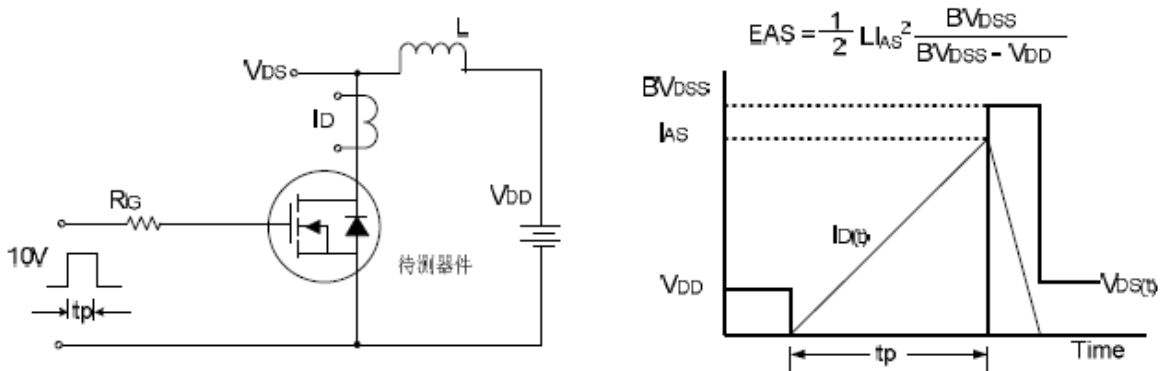 L
VDS
ID
RG
VDD
10V
tp
待测器件
EAS = 1/2 LIAS² BVDSS / (BVDSS - VDD)
BVDSS
IAS
ID(t)
VDD
VDS(t)
tp
Time